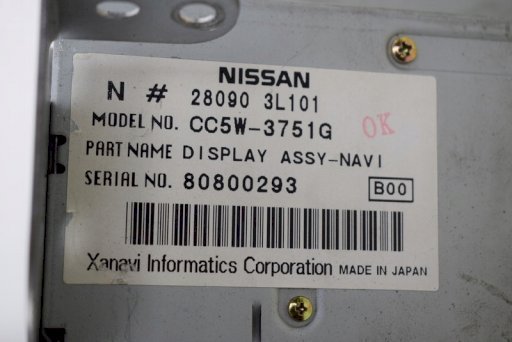 NISSAN
N # 28090 3L101
MODEL NO. CC5W-3751G OK
PART NAME DISPLAY ASSY-NAVI
SERIAL NO. 80800293 B00
Xanavi Informatics Corporation MADE IN JAPAN